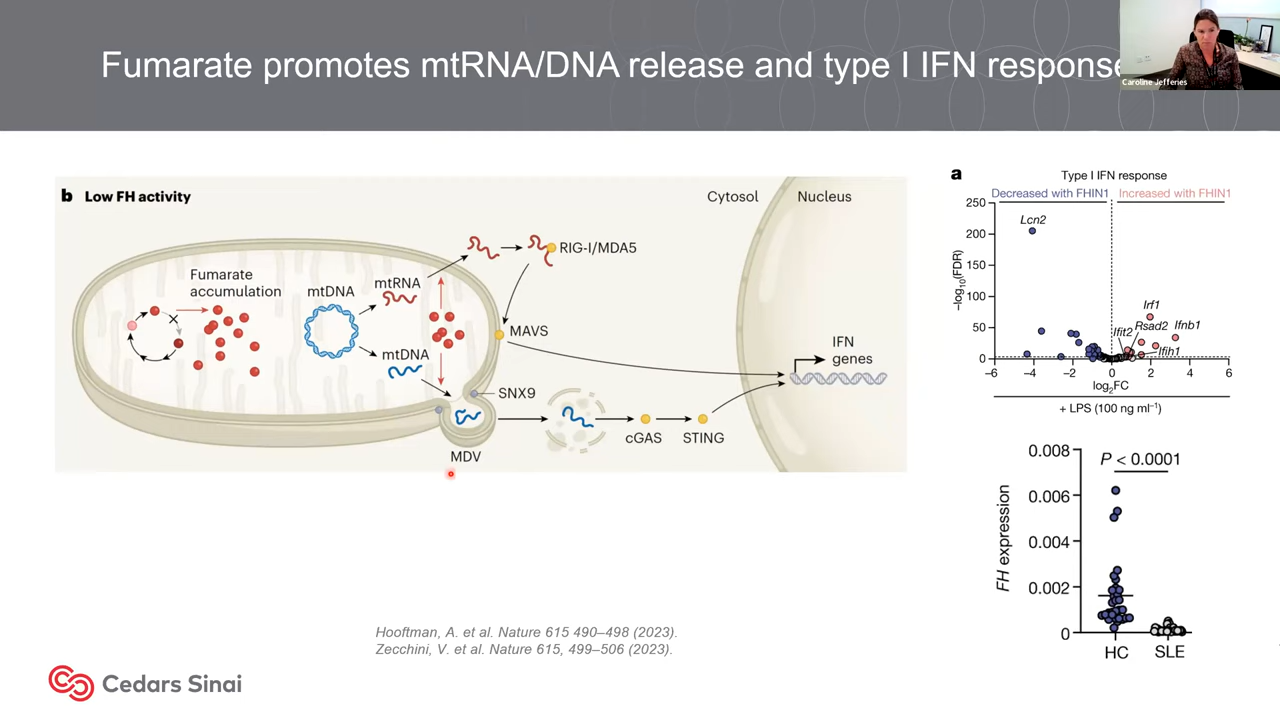 Fumarate promotes mtRNA/DNA release and type I IFN response
Caroline Jefferies
b Low FH activity
Cytosol
Nucleus
Fumarate
accumulation
mtDNA
mtRNA
mtDNA
RIG-I/MDA5
MAVS
SNX9
MDV
cGAS
STING
IFN
genes
a
Type I IFN response
Decreased with FHIN1
Increased with FHIN1
250
200
150
100
50
0
–log10(FDR)
Lcn2
Irf1
Ifit2
Rsad2
Ifnb1
Ifih1
–6 –4 –2 0 2 4 6
log2FC
+ LPS (100 ng ml–1)
0.008
0.006
0.004
0.002
0
FH expression
P < 0.0001
HC
SLE
Hooftman, A. et al. Nature 615 490–498 (2023).
Zecchini, V. et al. Nature 615, 499–506 (2023).
Cedars Sinai